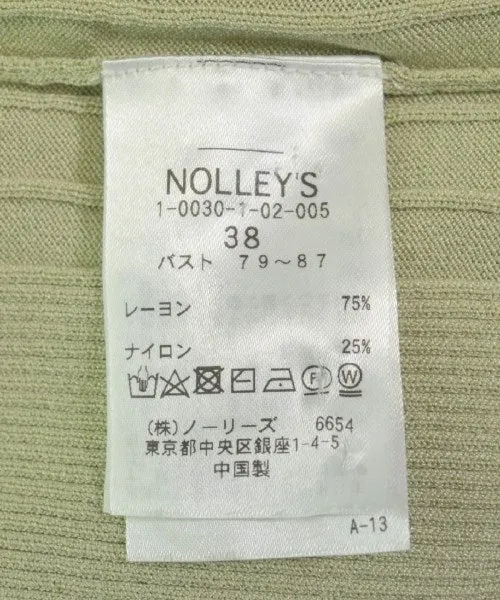 NOLLEY'S
1-0030-1-02-005
38
バスト 79～87
レーヨン 75%
ナイロン 25%
(株)ノーリーズ 6654
東京都中央区銀座1-4-5
中国製
A-13